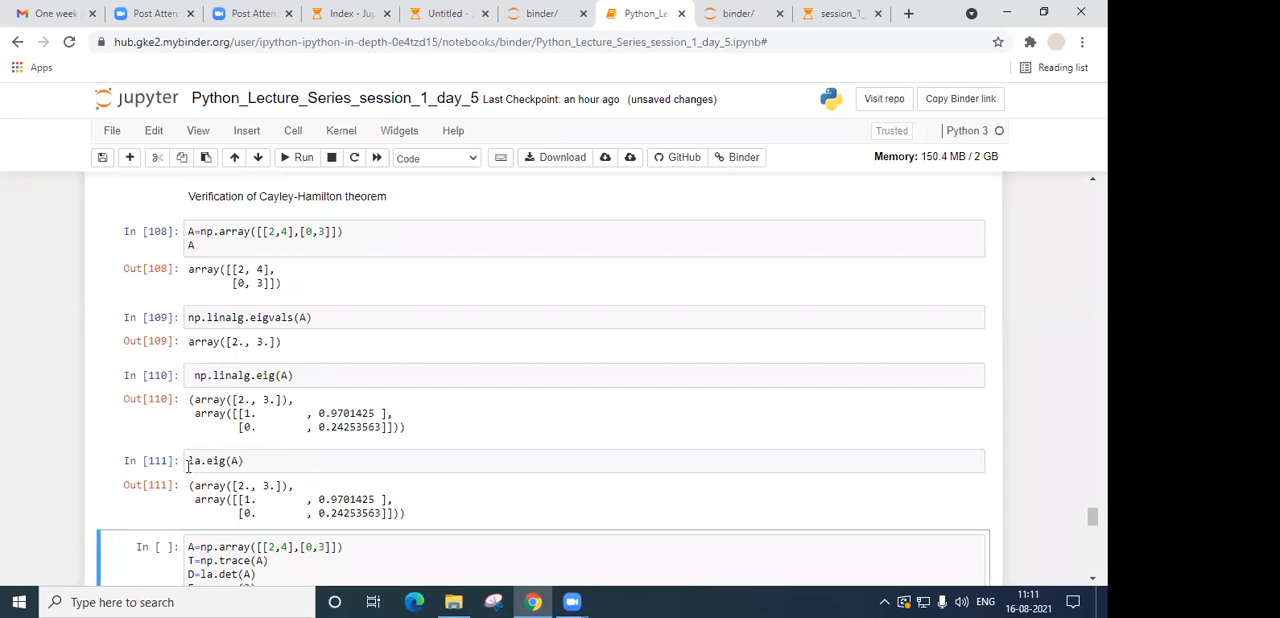 One week
Post Atten
Post Atten
Index - Ju
Untitled -
binder/
Python_Le
binder/
session_1_
hub.gke2.mybinder.org/user/ipython-ipython-in-depth-0e4tzd15/notebooks/binder/Python_Lecture_Series_session_1_day_5.ipynb#
Apps
Reading list
jupyter Python_Lecture_Series_session_1_day_5 Last Checkpoint: an hour ago (unsaved changes)
Visit repo
Copy Binder link
File Edit View Insert Cell Kernel Widgets Help
Trusted
Python 3
Run
Code
Download
GitHub
Binder
Memory: 150.4 MB / 2 GB
Verification of Cayley-Hamilton theorem
In [108]: A=np.array([[2,4],[0,3]])
A
Out[108]: array([[2, 4],
[0, 3]])
In [109]: np.linalg.eigvals(A)
Out[109]: array([2., 3.])
In [110]: np.linalg.eig(A)
Out[110]: (array([2., 3.]),
array([[1. , 0.9701425 ],
[0. , 0.24253563]]))
In [111]: la.eig(A)
Out[111]: (array([2., 3.]),
array([[1. , 0.9701425 ],
[0. , 0.24253563]]))
In [ ]: A=np.array([[2,4],[0,3]])
T=np.trace(A)
D=la.det(A)
Type here to search
ENG
11:11
16-08-2021